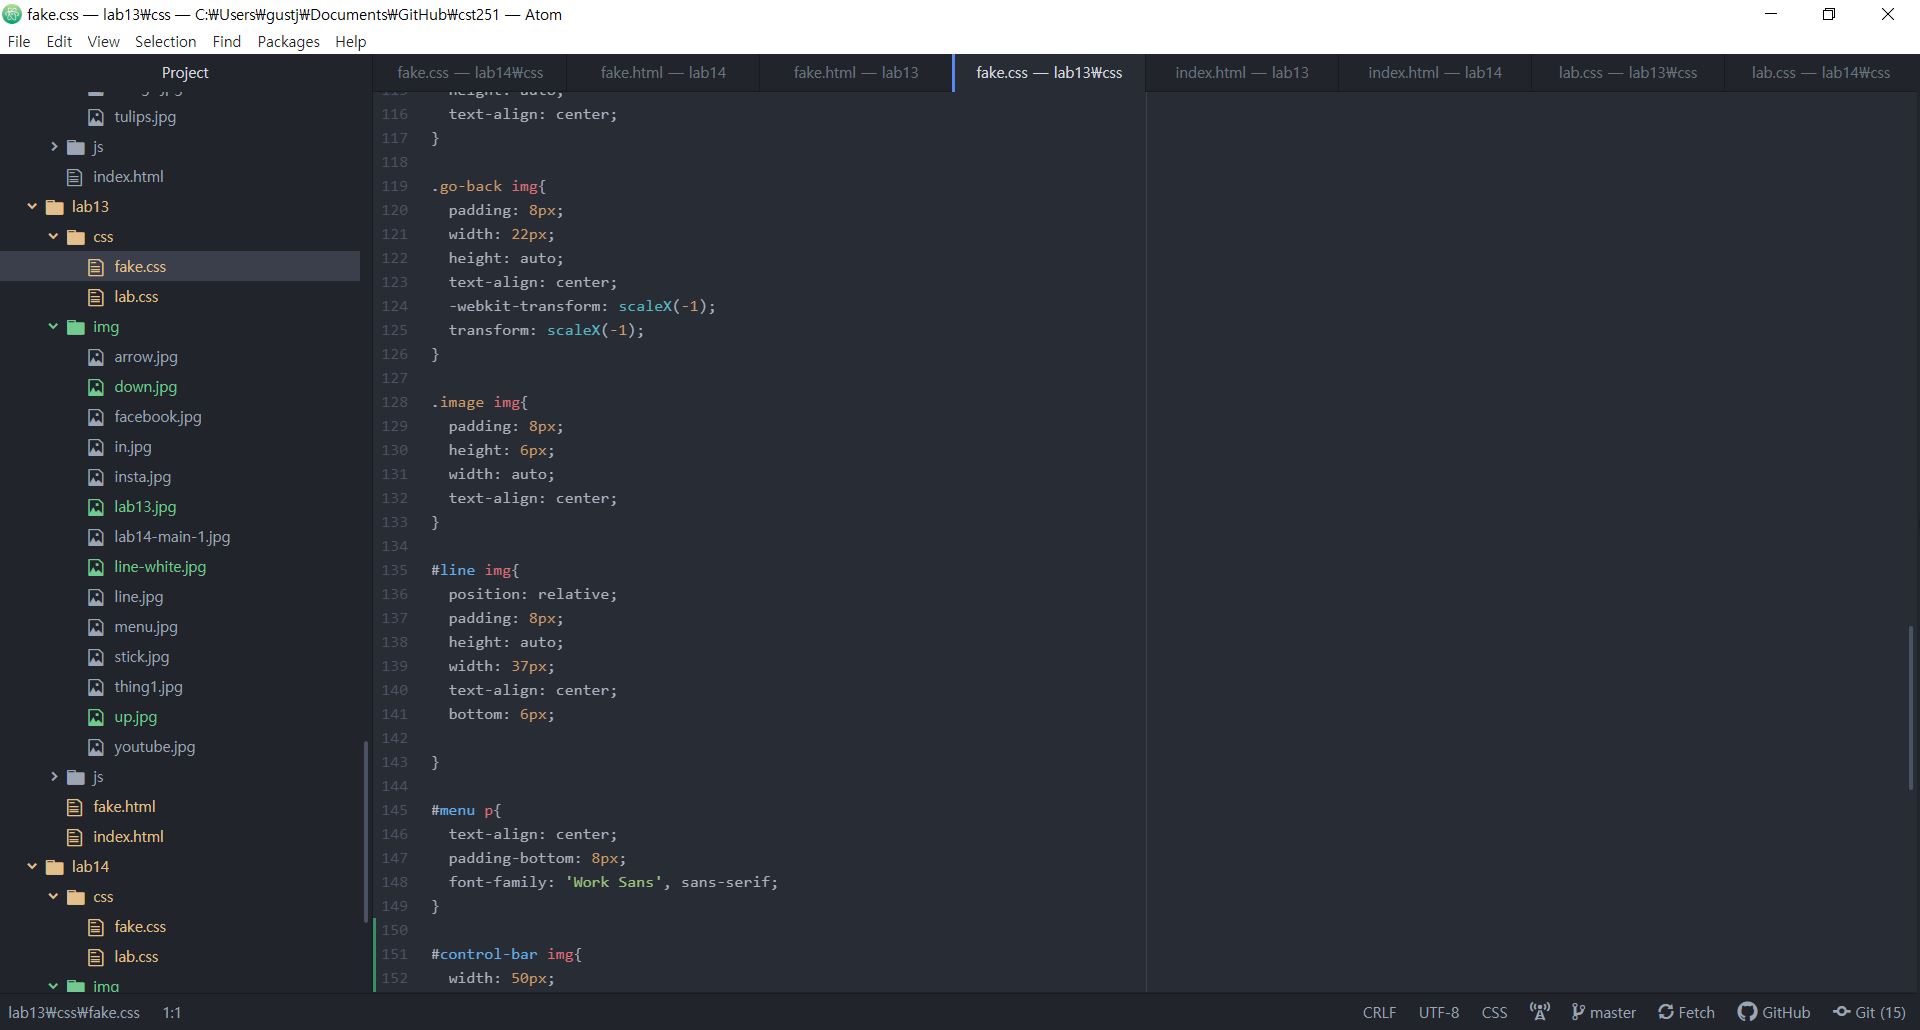 fake.css — lab13₩css — C:₩Users₩gustj₩Documents₩GitHub₩cst251 — Atom
File Edit View Selection Find Packages Help
Project
tulips.jpg
js
index.html
lab13
css
fake.css
lab.css
img
arrow.jpg
down.jpg
facebook.jpg
in.jpg
insta.jpg
lab13.jpg
lab14-main-1.jpg
line-white.jpg
line.jpg
menu.jpg
stick.jpg
thing1.jpg
up.jpg
youtube.jpg
js
fake.html
index.html
lab14
css
fake.css
lab.css
img
fake.css — lab14₩css
fake.html — lab14
fake.html — lab13
fake.css — lab13₩css
index.html — lab13
index.html — lab14
lab.css — lab13₩css
lab.css — lab14₩css
115 height: auto;
116 text-align: center;
117 }
118
119 .go-back img{
120 padding: 8px;
121 width: 22px;
122 height: auto;
123 text-align: center;
124 -webkit-transform: scaleX(-1);
125 transform: scaleX(-1);
126 }
127
128 .image img{
129 padding: 8px;
130 height: 6px;
131 width: auto;
132 text-align: center;
133 }
134
135 #line img{
136 position: relative;
137 padding: 8px;
138 height: auto;
139 width: 37px;
140 text-align: center;
141 bottom: 6px;
142
143 }
144
145 #menu p{
146 text-align: center;
147 padding-bottom: 8px;
148 font-family: 'Work Sans', sans-serif;
149 }
150
151 #control-bar img{
152 width: 50px;
lab13₩css₩fake.css 1:1 CRLF UTF-8 CSS master Fetch GitHub Git (15)